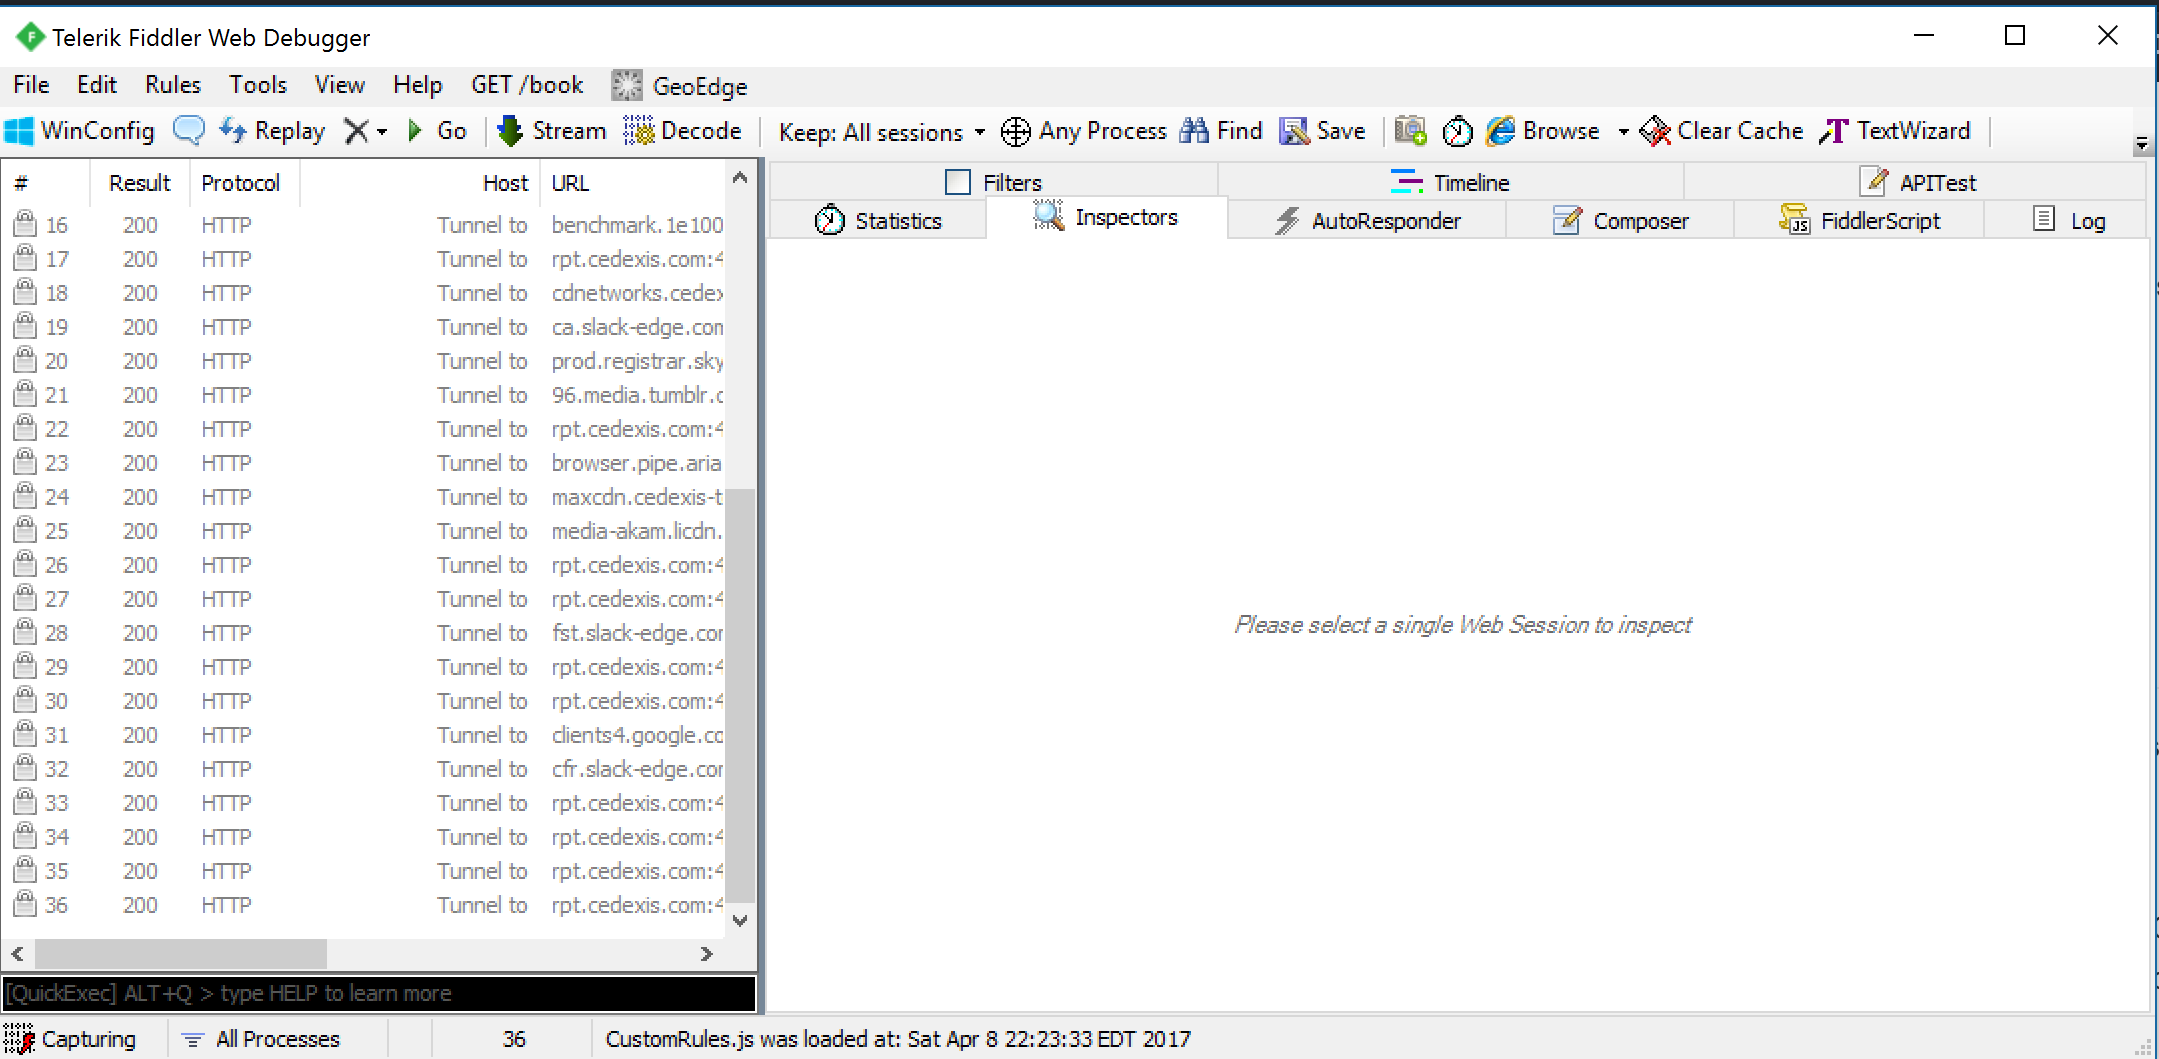 Telerik Fiddler Web Debugger
File Edit Rules Tools View Help GET /book GeoEdge
WinConfig Replay Go Stream Decode Keep: All sessions Any Process Find Save Browse Clear Cache TextWizard
# Result Protocol Host URL
Filters Timeline APITest
Statistics Inspectors AutoResponder Composer FiddlerScript Log
16 200 HTTP Tunnel to benchmark.1e100
17 200 HTTP Tunnel to rpt.cedexis.com:4
18 200 HTTP Tunnel to cdnetworks.cedex
19 200 HTTP Tunnel to ca.slack-edge.com
20 200 HTTP Tunnel to prod.registrar.sky
21 200 HTTP Tunnel to 96.media.tumblr.c
22 200 HTTP Tunnel to rpt.cedexis.com:4
23 200 HTTP Tunnel to browser.pipe.aria
24 200 HTTP Tunnel to maxcdn.cedexis-t
25 200 HTTP Tunnel to media-akam.licdn.
26 200 HTTP Tunnel to rpt.cedexis.com:4
27 200 HTTP Tunnel to rpt.cedexis.com:4
28 200 HTTP Tunnel to fst.slack-edge.cor
29 200 HTTP Tunnel to rpt.cedexis.com:4
30 200 HTTP Tunnel to rpt.cedexis.com:4
31 200 HTTP Tunnel to clients4.google.co
32 200 HTTP Tunnel to cfr.slack-edge.cor
33 200 HTTP Tunnel to rpt.cedexis.com:4
34 200 HTTP Tunnel to rpt.cedexis.com:4
35 200 HTTP Tunnel to rpt.cedexis.com:4
36 200 HTTP Tunnel to rpt.cedexis.com:4
Please select a single Web Session to inspect
[QuickExec] ALT+Q > type HELP to learn more
Capturing All Processes 36 CustomRules.js was loaded at: Sat Apr 8 22:23:33 EDT 2017